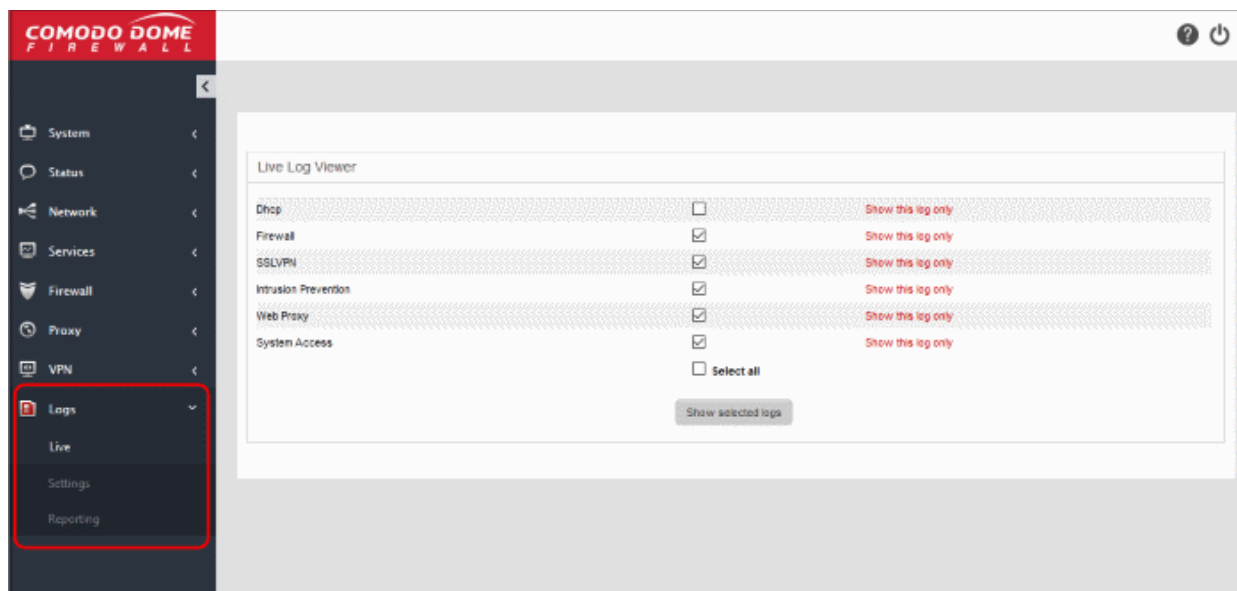 COMODO DOME
FIREWALL
System
Status
Network
Services
Firewall
Proxy
VPN
Logs
Live
Settings
Reporting
Live Log Viewer
Dhcp Show this log only
Firewall Show this log only
SSLVPN Show this log only
Intrusion Prevention Show this log only
Web Proxy Show this log only
System Access Show this log only
Select all
Show selected logs